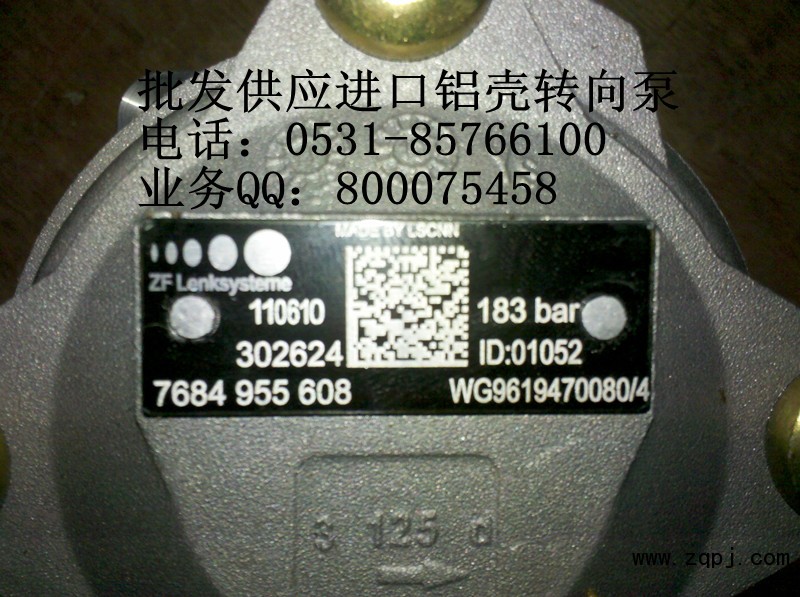 批发供应进口铝壳转向泵
电话：0531-85766100
业务QQ：800075458
MADE BY LSCNN
ZF Lenksysteme
110610
183 bar
302624
ID:01052
7684 955 608
WG9619470080/4
125 d
www.zqpj.com